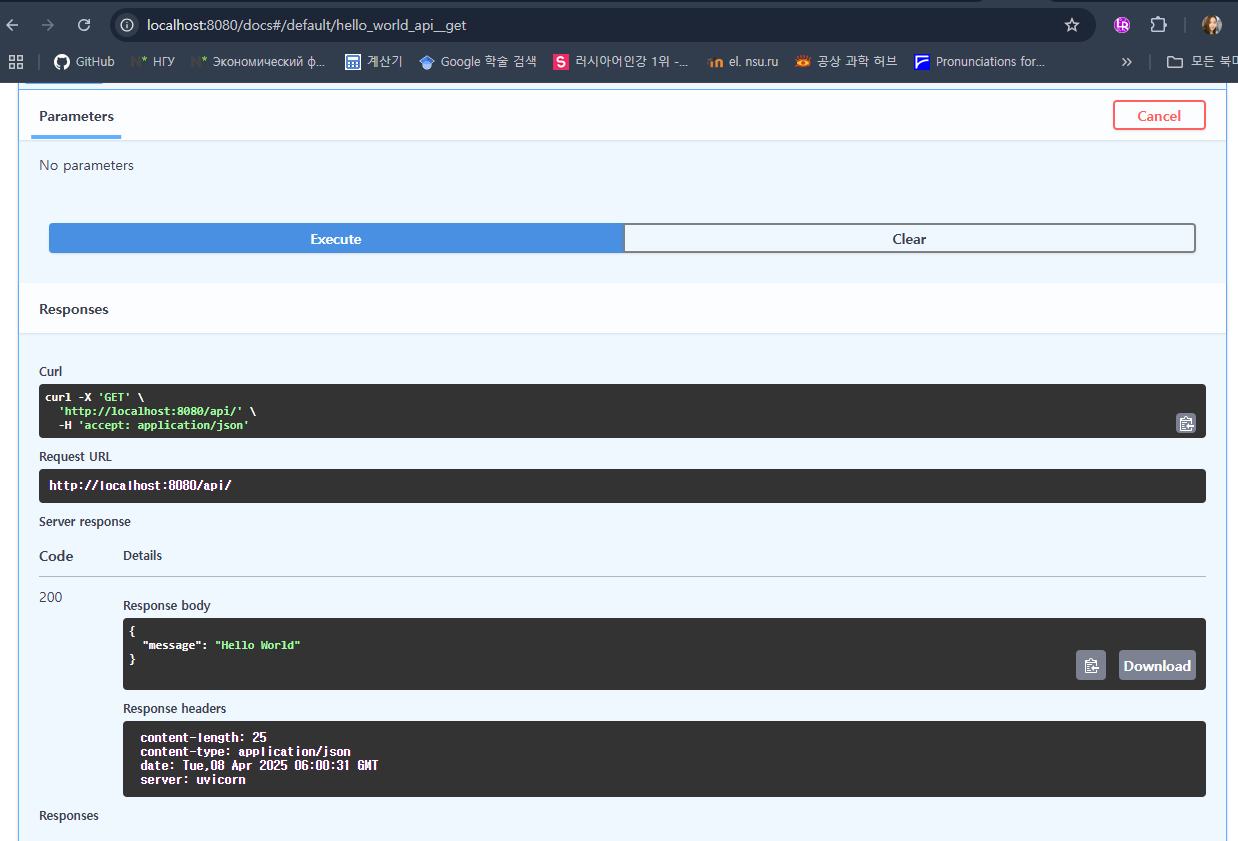 localhost:8080/docs#/default/hello_world_api__get
GitHub
НГУ
Экономический ф...
계산기
Google 학술 검색
S 러시아어인강 1위 -...
el. nsu.ru
공상 과학 허브
Pronunciations for...
»
모든 북마
Parameters
Cancel
No parameters
Execute
Clear
Responses
Curl
curl -X 'GET' \
'http://localhost:8080/api/' \
-H 'accept: application/json'
Request URL
http://localhost:8080/api/
Server response
Code
Details
200
Response body
{
"message": "Hello World"
}
Download
Response headers
content-length: 25
content-type: application/json
date: Tue,08 Apr 2025 06:00:31 GMT
server: uvicorn
Responses